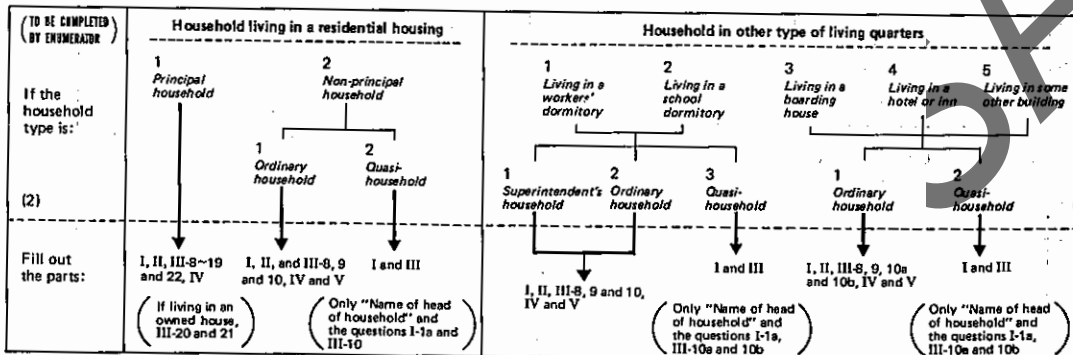 (TO BE COMPLETED
BY ENUMERATOR)
Household living in a residential housing
Household in other type of living quarters
If the
household
type is:
(2)
1
Principal
household
2
Non-principal
household
1
Ordinary
household
2
Quasi-
household
1
Living in a
workers'
dormitory
2
Living in a
school
dormitory
3
Living in a
boarding
house
4
Living in a
hotel or inn
5
Living in some
other building
1
Superintendent's
household
2
Ordinary
household
3
Quasi-
household
1
Ordinary
household
2
Quasi-
household
Fill out
the parts:
I, II, III-8~19
and 22, IV
(If living in an
owned house,
III-20 and 21)
I, II, and III-8, 9
and 10, IV and V
I and III
(Only "Name of head
of household" and
the questions I-1a and
III-10)
I, II, III-8, 9 and 10,
IV and V
I and III
(Only "Name of head
of household" and
the questions I-1a,
III-10a and 10b)
I, II, III-8, 9, 10a
and 10b, IV and V
I and III
(Only "Name of head
of household" and
the questions I-1a,
III-10a and 10b)